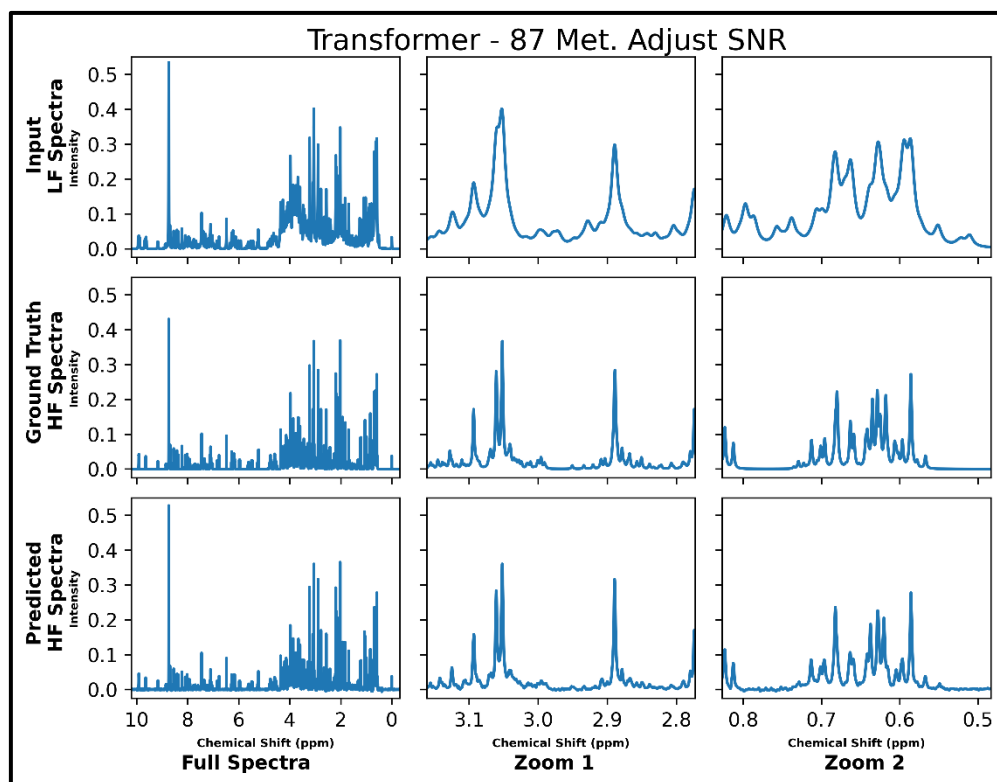 Transformer - 87 Met. Adjust SNR
Input
LF Spectra
Intensity
0.5
0.4
0.3
0.2
0.1
0.0
Ground Truth
HF Spectra
Intensity
0.5
0.4
0.3
0.2
0.1
0.0
Predicted
HF Spectra
Intensity
0.5
0.4
0.3
0.2
0.1
0.0
10 8 6 4 2 0
3.1 3.0 2.9 2.8
0.8 0.7 0.6 0.5
Chemical Shift (ppm)
Chemical Shift (ppm)
Chemical Shift (ppm)
Full Spectra
Zoom 1
Zoom 2